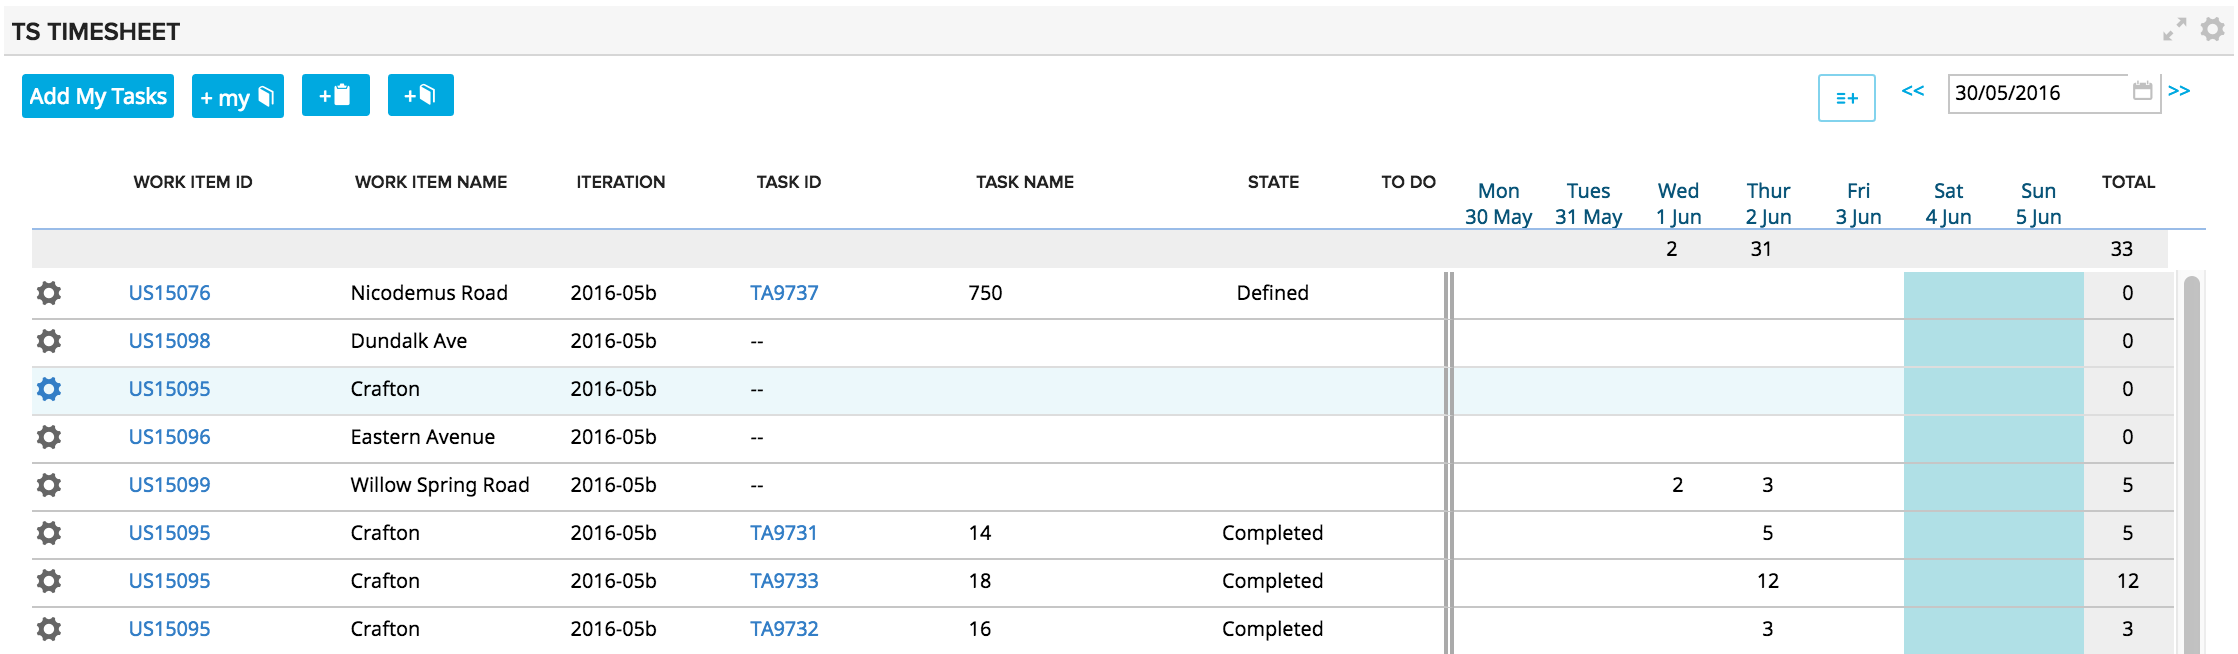 TS TIMESHEET
Add My Tasks + my + +
≡+ << 30/05/2016 >>
WORK ITEM ID WORK ITEM NAME ITERATION TASK ID TASK NAME STATE TO DO Mon 30 May Tues 31 May Wed 1 Jun Thur 2 Jun Fri 3 Jun Sat 4 Jun Sun 5 Jun TOTAL
2 31 33
US15076 Nicodemus Road 2016-05b TA9737 750 Defined 0
US15098 Dundalk Ave 2016-05b -- 0
US15095 Crafton 2016-05b -- 0
US15096 Eastern Avenue 2016-05b -- 0
US15099 Willow Spring Road 2016-05b -- 2 3 5
US15095 Crafton 2016-05b TA9731 14 Completed 5 5
US15095 Crafton 2016-05b TA9733 18 Completed 12 12
US15095 Crafton 2016-05b TA9732 16 Completed 3 3